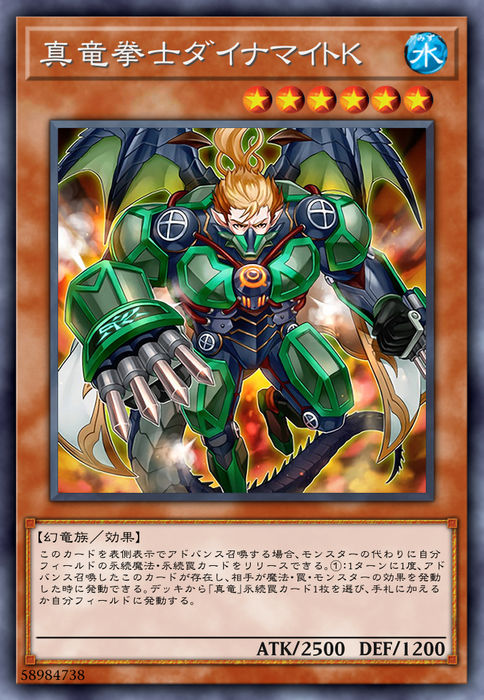 真竜拳士ダイナマイトK
水
【幻竜族／効果】
このカードを表側表示でアドバンス召喚する場合、モンスターの代わりに自分
フィールドの永続魔法・永続罠カードをリリースできる。①：1ターンに1度、アド
バンス召喚したこのカードが存在し、相手が魔法・罠・モンスターの効果を発動
した時に発動できる。デッキから「真竜」永続罠カード1枚を選び、手札に加える
か自分フィールドに発動する。
ATK/2500 DEF/1200
58984738